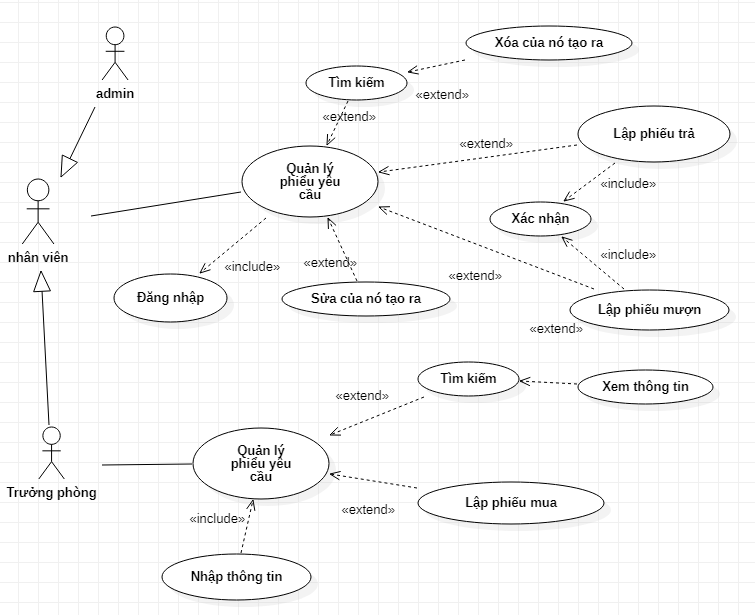 Xóa của nó tạo ra
Tìm kiếm
«extend»
admin
«extend»
Lập phiếu trả
«extend»
Quản lý
phiếu yêu
cầu
«include»
Xác nhận
nhân viên
«include»
«include»
«extend»
«extend»
Đăng nhập
Sửa của nó tạo ra
Lập phiếu mượn
«extend»
Tìm kiếm
Xem thông tin
«extend»
Quản lý
phiếu yêu
cầu
Trưởng phòng
Lập phiếu mua
«include»
«extend»
Nhập thông tin